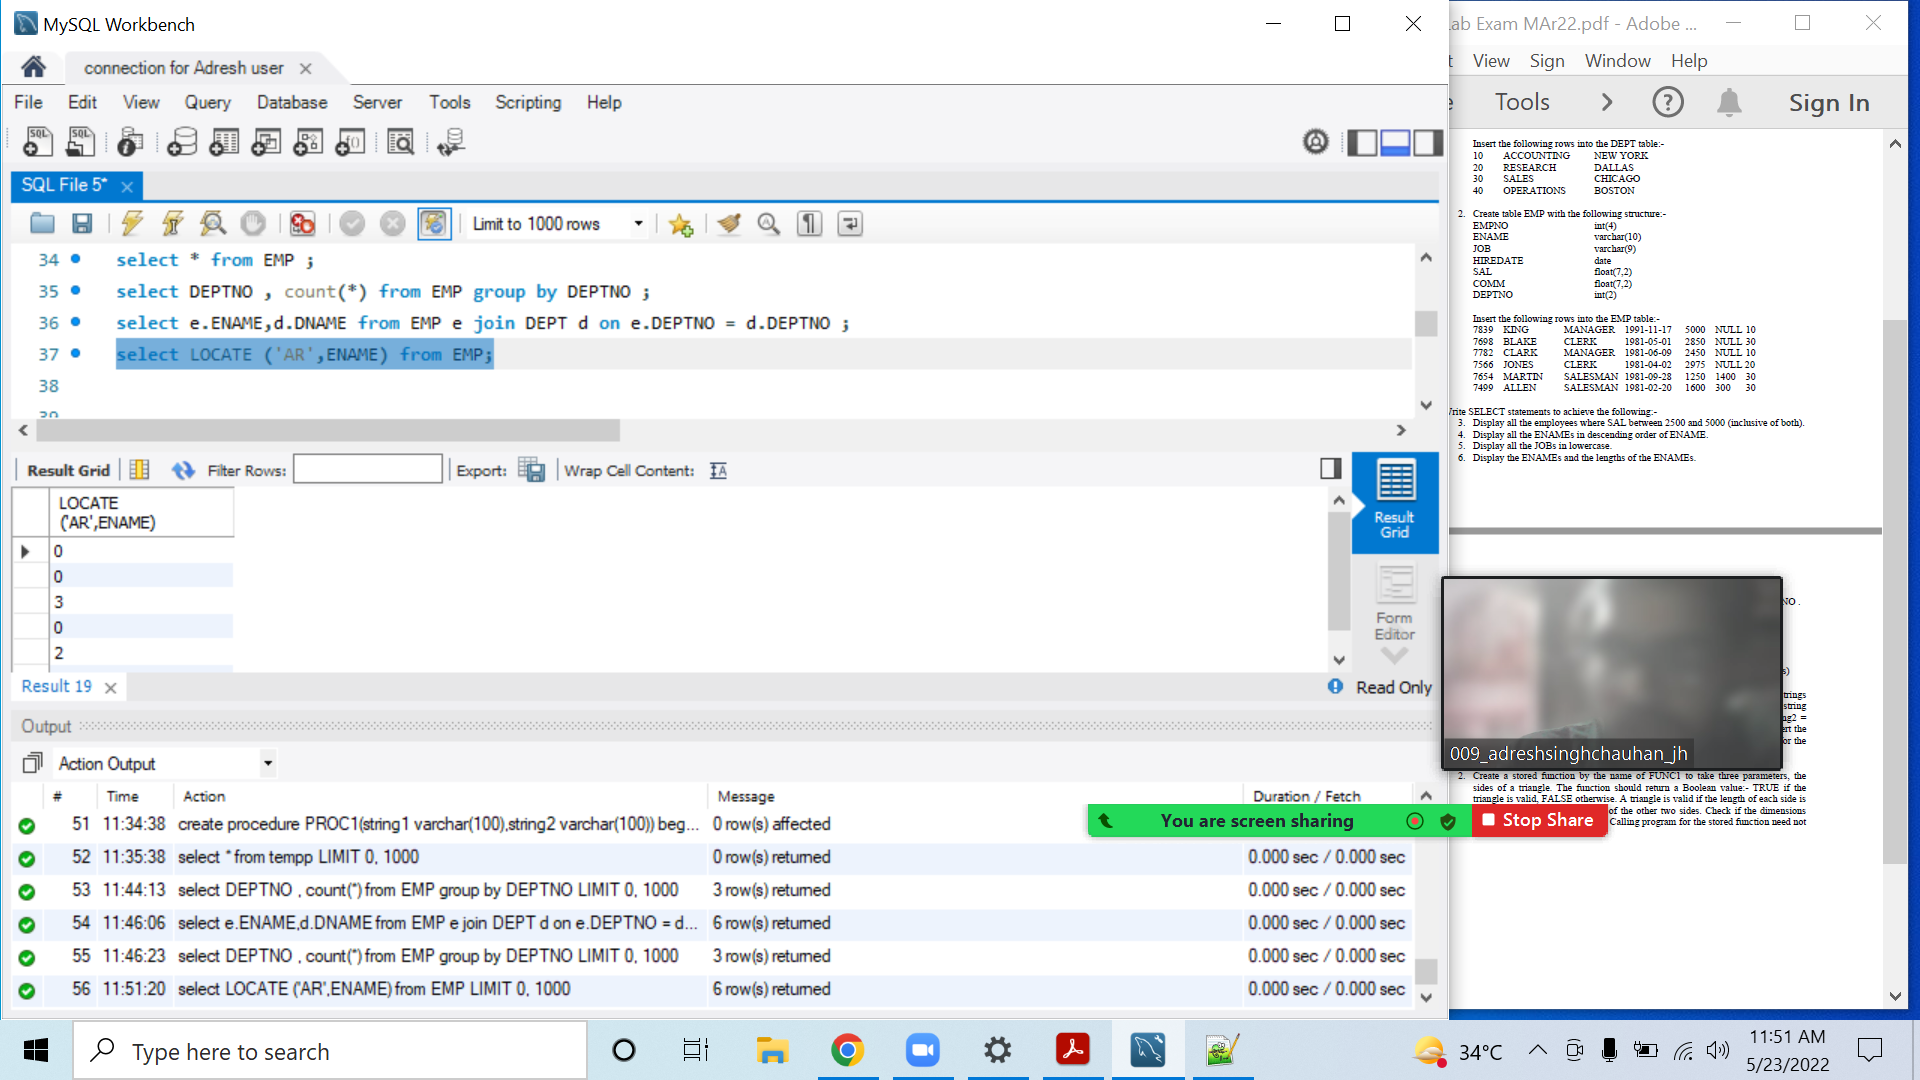 MySQL Workbench
connection for Adresh user
File Edit View Query Database Server Tools Scripting Help
SQL File 5*
Limit to 1000 rows
34 select * from EMP ;
35 select DEPTNO , count(*) from EMP group by DEPTNO ;
36 select e.ENAME,d.DNAME from EMP e join DEPT d on e.DEPTNO = d.DEPTNO ;
37 select LOCATE ('AR',ENAME) from EMP;
38
39
Result Grid Filter Rows: Export: Wrap Cell Content:
LOCATE
('AR',ENAME)
0
0
3
0
2
Result
Grid
Form
Editor
Result 19
Read Only
Output
Action Output
# Time Action Message Duration / Fetch
51 11:34:38 create procedure PROC1(string1 varchar(100),string2 varchar(100)) beg... 0 row(s) affected
52 11:35:38 select * from tempp LIMIT 0, 1000 0 row(s) returned 0.000 sec / 0.000 sec
53 11:44:13 select DEPTNO , count(*) from EMP group by DEPTNO LIMIT 0, 1000 3 row(s) returned 0.000 sec / 0.000 sec
54 11:46:06 select e.ENAME,d.DNAME from EMP e join DEPT d on e.DEPTNO = d... 6 row(s) returned 0.000 sec / 0.000 sec
55 11:46:23 select DEPTNO , count(*) from EMP group by DEPTNO LIMIT 0, 1000 3 row(s) returned 0.000 sec / 0.000 sec
56 11:51:20 select LOCATE ('AR',ENAME) from EMP LIMIT 0, 1000 6 row(s) returned 0.000 sec / 0.000 sec
ab Exam MAr22.pdf - Adobe ...
View Sign Window Help
Tools Sign In
Insert the following rows into the DEPT table:-
10 ACCOUNTING NEW YORK
20 RESEARCH DALLAS
30 SALES CHICAGO
40 OPERATIONS BOSTON
2. Create table EMP with the following structure:-
EMPNO int(4)
ENAME varchar(10)
JOB varchar(9)
HIREDATE date
SAL float(7,2)
COMM float(7,2)
DEPTNO int(2)
Insert the following rows into the EMP table:-
7839 KING MANAGER 1991-11-17 5000 NULL 10
7698 BLAKE CLERK 1981-05-01 2850 NULL 30
7782 CLARK MANAGER 1981-06-09 2450 NULL 10
7566 JONES CLERK 1981-04-02 2975 NULL 20
7654 MARTIN SALESMAN 1981-09-28 1250 1400 30
7499 ALLEN SALESMAN 1981-02-20 1600 300 30
rite SELECT statements to achieve the following:-
3. Display all the employees where SAL between 2500 and 5000 (inclusive of both).
4. Display all the ENAMEs in descending order of ENAME.
5. Display all the JOBs in lowercase.
6. Display the ENAMEs and the lengths of the ENAMEs.
NO .
s)
trings
string
ng2 =
ert the
or the
009_adreshsinghchauhan_jh
2. Create a stored function by the name of FUNC1 to take three parameters, the
sides of a triangle. The function should return a Boolean value:- TRUE if the
triangle is valid, FALSE otherwise. A triangle is valid if the length of each side is
of the other two sides. Check if the dimensions
Calling program for the stored function need not
You are screen sharing Stop Share
Type here to search
34°C
11:51 AM
5/23/2022